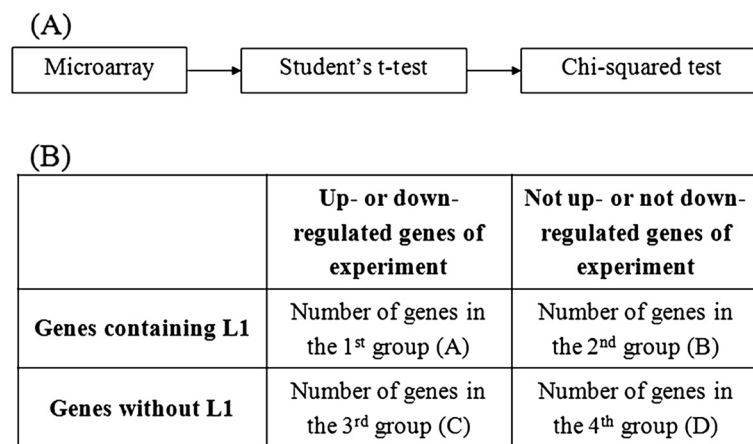 (A)
Microarray
Student's t-test
Chi-squared test
(B)
Up- or down-
regulated genes of
experiment
Not up- or not down-
regulated genes of
experiment
Genes containing L1
Number of genes in
the 1st group (A)
Number of genes in
the 2nd group (B)
Genes without L1
Number of genes in
the 3rd group (C)
Number of genes in
the 4th group (D)